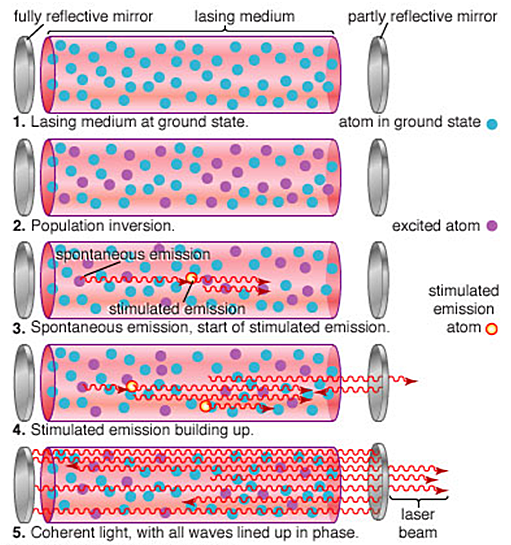 fully reflective mirror
lasing medium
partly reflective mirror
1. Lasing medium at ground state.
atom in ground state
2. Population inversion.
excited atom
spontaneous emission
stimulated emission
stimulated
emission
atom
3. Spontaneous emission, start of stimulated emission.
4. Stimulated emission building up.
5. Coherent light, with all waves lined up in phase.
laser
beam